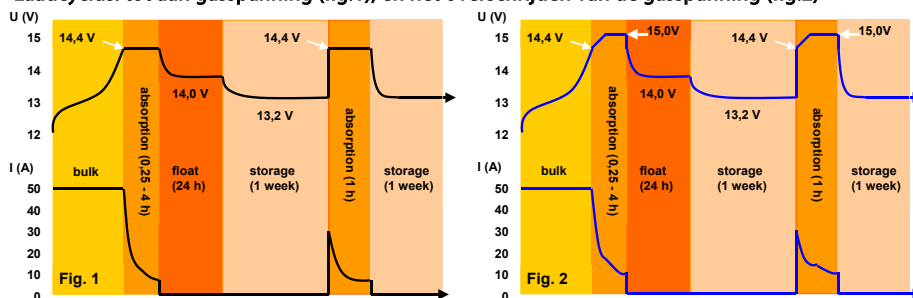 Laadcyclus: tot aan gasspanning (fig.1), en het overschrijden van de gasspanning (fig.2)
U (V)
15
14
13
12
I (A)
50
40
30
20
10
0
14,4 V
14,0 V
13,2 V
14,4 V
bulk
absorption (0,25 - 4 h)
float
(24 h)
storage
(1 week)
absorption (1 h)
storage
(1 week)
Fig. 1
U (V)
15
14
13
12
I (A)
50
40
30
20
10
0
14,4 V
15,0V
14,0 V
13,2 V
14,4 V
15,0V
bulk
absorption (0,25 - 4 h)
float
(24 h)
storage
(1 week)
absorption (1 h)
storage
(1 week)
Fig. 2